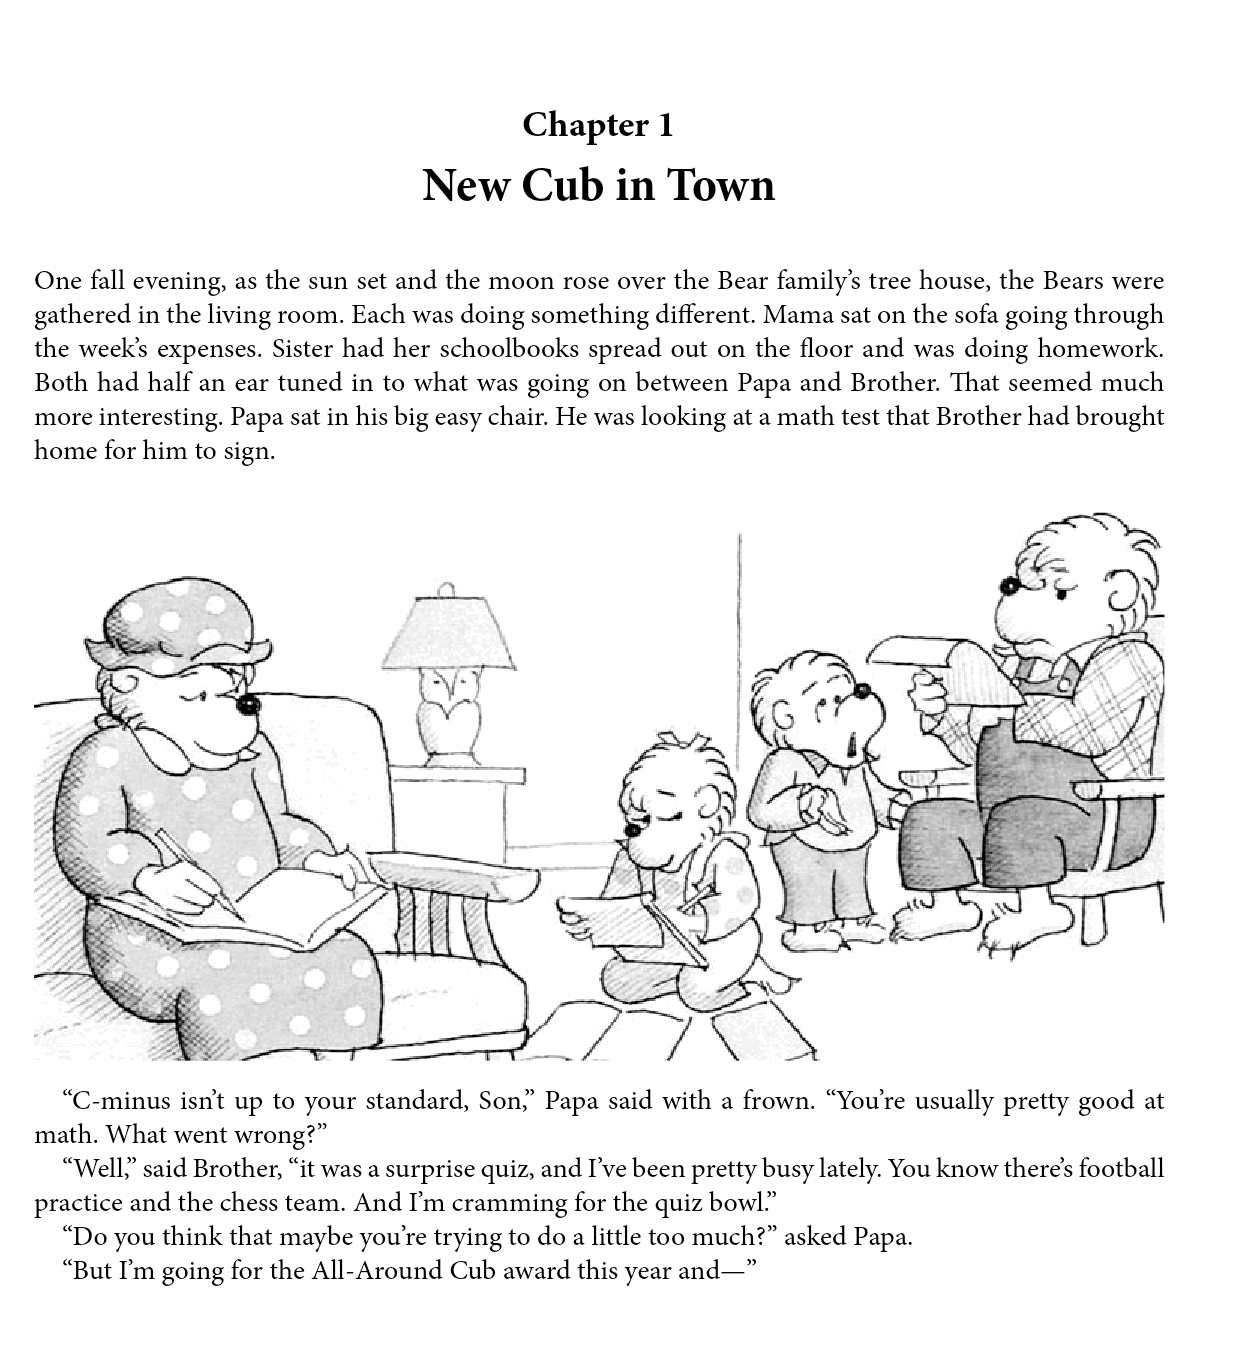 Chapter 1
New Cub in Town
One fall evening, as the sun set and the moon rose over the Bear family’s tree house, the Bears were
gathered in the living room. Each was doing something different. Mama sat on the sofa going through
the week’s expenses. Sister had her schoolbooks spread out on the floor and was doing homework.
Both had half an ear tuned in to what was going on between Papa and Brother. That seemed much
more interesting. Papa sat in his big easy chair. He was looking at a math test that Brother had brought
home for him to sign.
“C-minus isn’t up to your standard, Son,” Papa said with a frown. “You’re usually pretty good at
math. What went wrong?”
“Well,” said Brother, “it was a surprise quiz, and I’ve been pretty busy lately. You know there’s football
practice and the chess team. And I’m cramming for the quiz bowl.”
“Do you think that maybe you’re trying to do a little too much?” asked Papa.
“But I’m going for the All-Around Cub award this year and—”